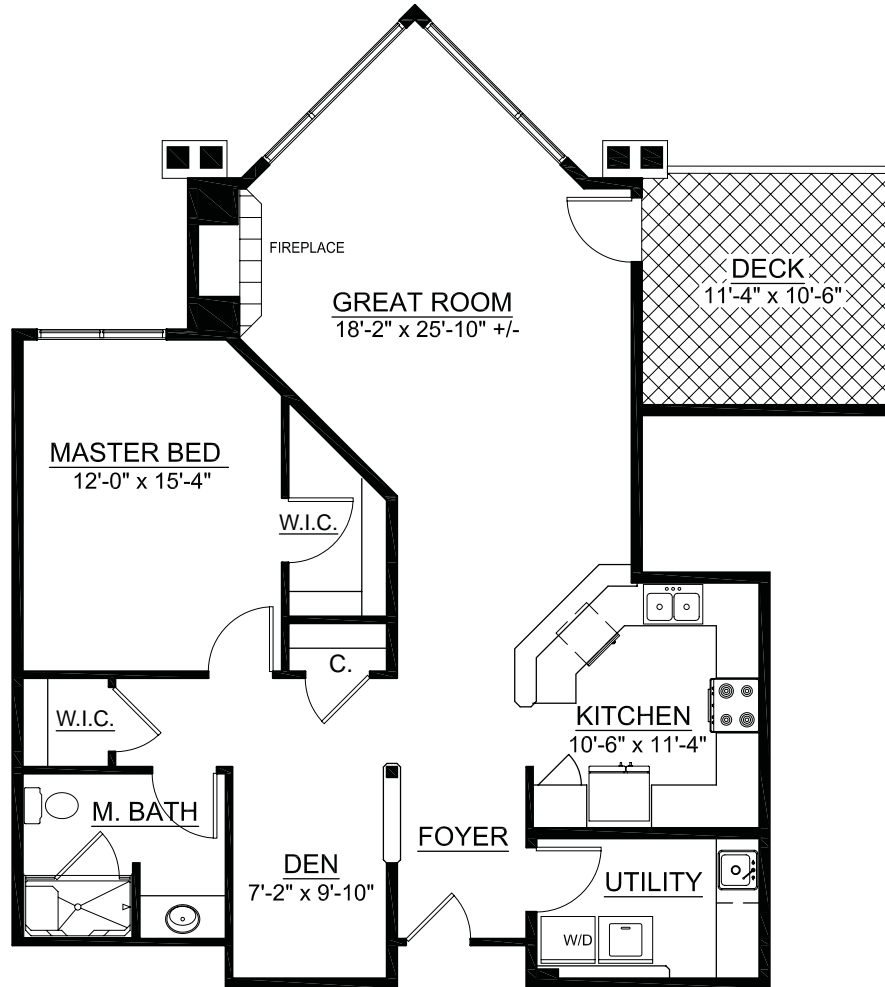 FIREPLACE
DECK
11'-4" x 10'-6"
GREAT ROOM
18'-2" x 25'-10" +/-
MASTER BED
12'-0" x 15'-4"
W.I.C.
C.
W.I.C.
KITCHEN
10'-6" x 11'-4"
M. BATH
FOYER
DEN
7'-2" x 9'-10"
UTILITY
W/D